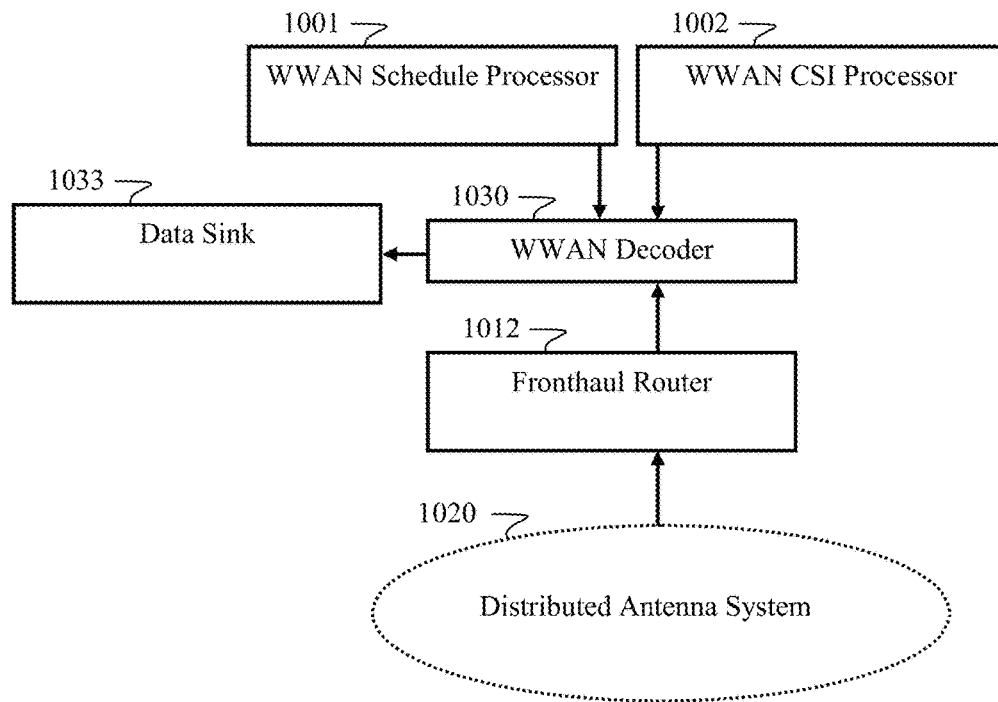 1001
1002
WWAN Schedule Processor
WWAN CSI Processor
1033
1030
Data Sink
WWAN Decoder
1012
Fronthaul Router
1020
Distributed Antenna System